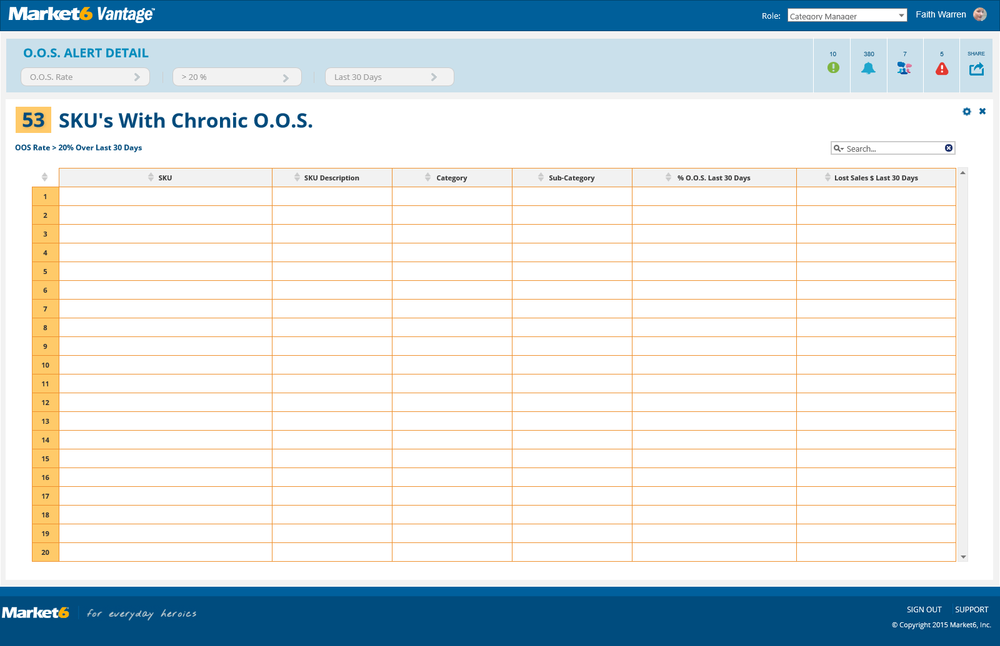 Market6 Vantage™
Role:
Category Manager
Faith Warren
O.O.S. ALERT DETAIL
O.O.S. Rate
> 20 %
Last 30 Days
10
380
7
5
SHARE
53 SKU's With Chronic O.O.S.
OOS Rate > 20% Over Last 30 Days
Search...
SKU
SKU Description
Category
Sub-Category
% O.O.S. Last 30 Days
Lost Sales $ Last 30 Days
1
2
3
4
5
6
7
8
9
10
11
12
13
14
15
16
17
18
19
20
Market6
for everyday heroics
SIGN OUT
SUPPORT
© Copyright 2015 Market6, Inc.